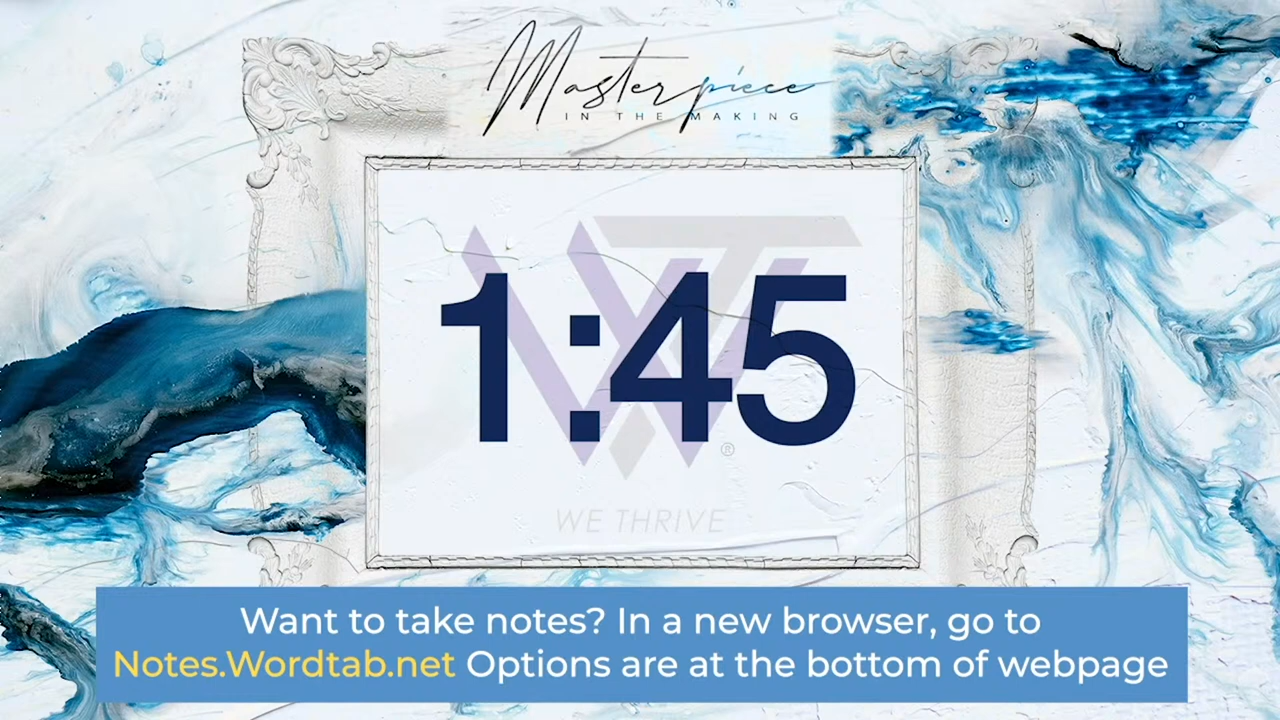 Masterpiece
IN THE MAKING
1:45
®
WE THRIVE
Want to take notes? In a new browser, go to
Notes.Wordtab.net Options are at the bottom of webpage